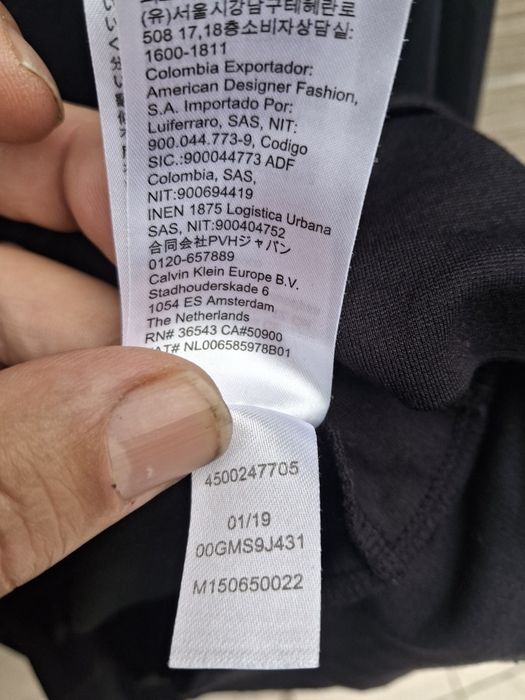 (유)서울시강남구테헤란로
508 17,18층소비자상담실:
1600-1811
Colombia Exportador:
American Designer Fashion,
S.A. Importado Por:
Luiferraro, SAS, NIT:
900.044.773-9, Codigo
SIC.:900044773 ADF
Colombia, SAS,
NIT:900694419
INEN 1875 Logistica Urbana
SAS, NIT:900404752
合同会社PVHジャパン
0120-657889
Calvin Klein Europe B.V.
Stadhouderskade 6
1054 ES Amsterdam
The Netherlands
RN# 36543 CA#50900
VAT# NL006585978B01
4500247705
01/19
00GMS9J431
M150650022